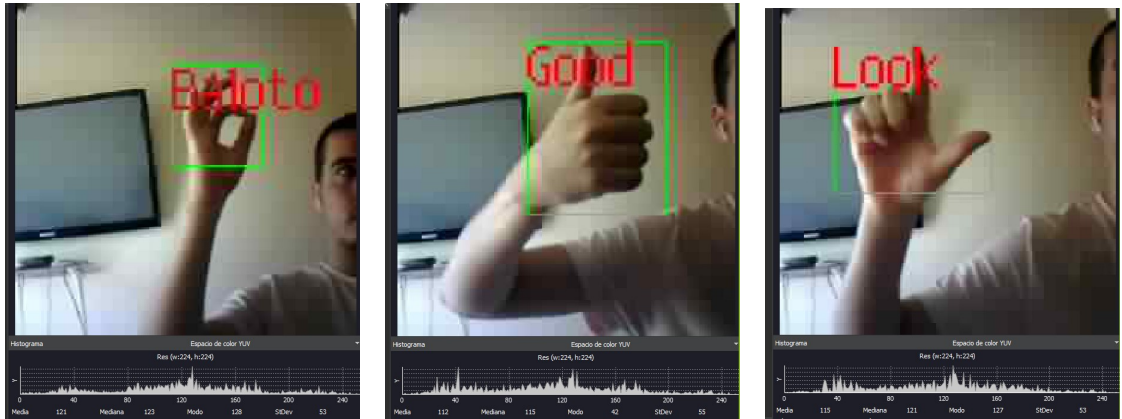 Beloto
Histograma Espacio de color YUV
Res (w:224, h:224)
Y
0 40 80 120 160 200 240
Media 121 Mediana 123 Modo 128 StDev 53
Good
Histograma Espacio de color YUV
Res (w:224, h:224)
Y
0 40 80 120 160 200 240
Media 112 Mediana 115 Modo 42 StDev 55
Look
Histograma Espacio de color YUV
Res (w:224, h:224)
Y
0 40 80 120 160 200 240
Media 115 Mediana 121 Modo 127 StDev 53